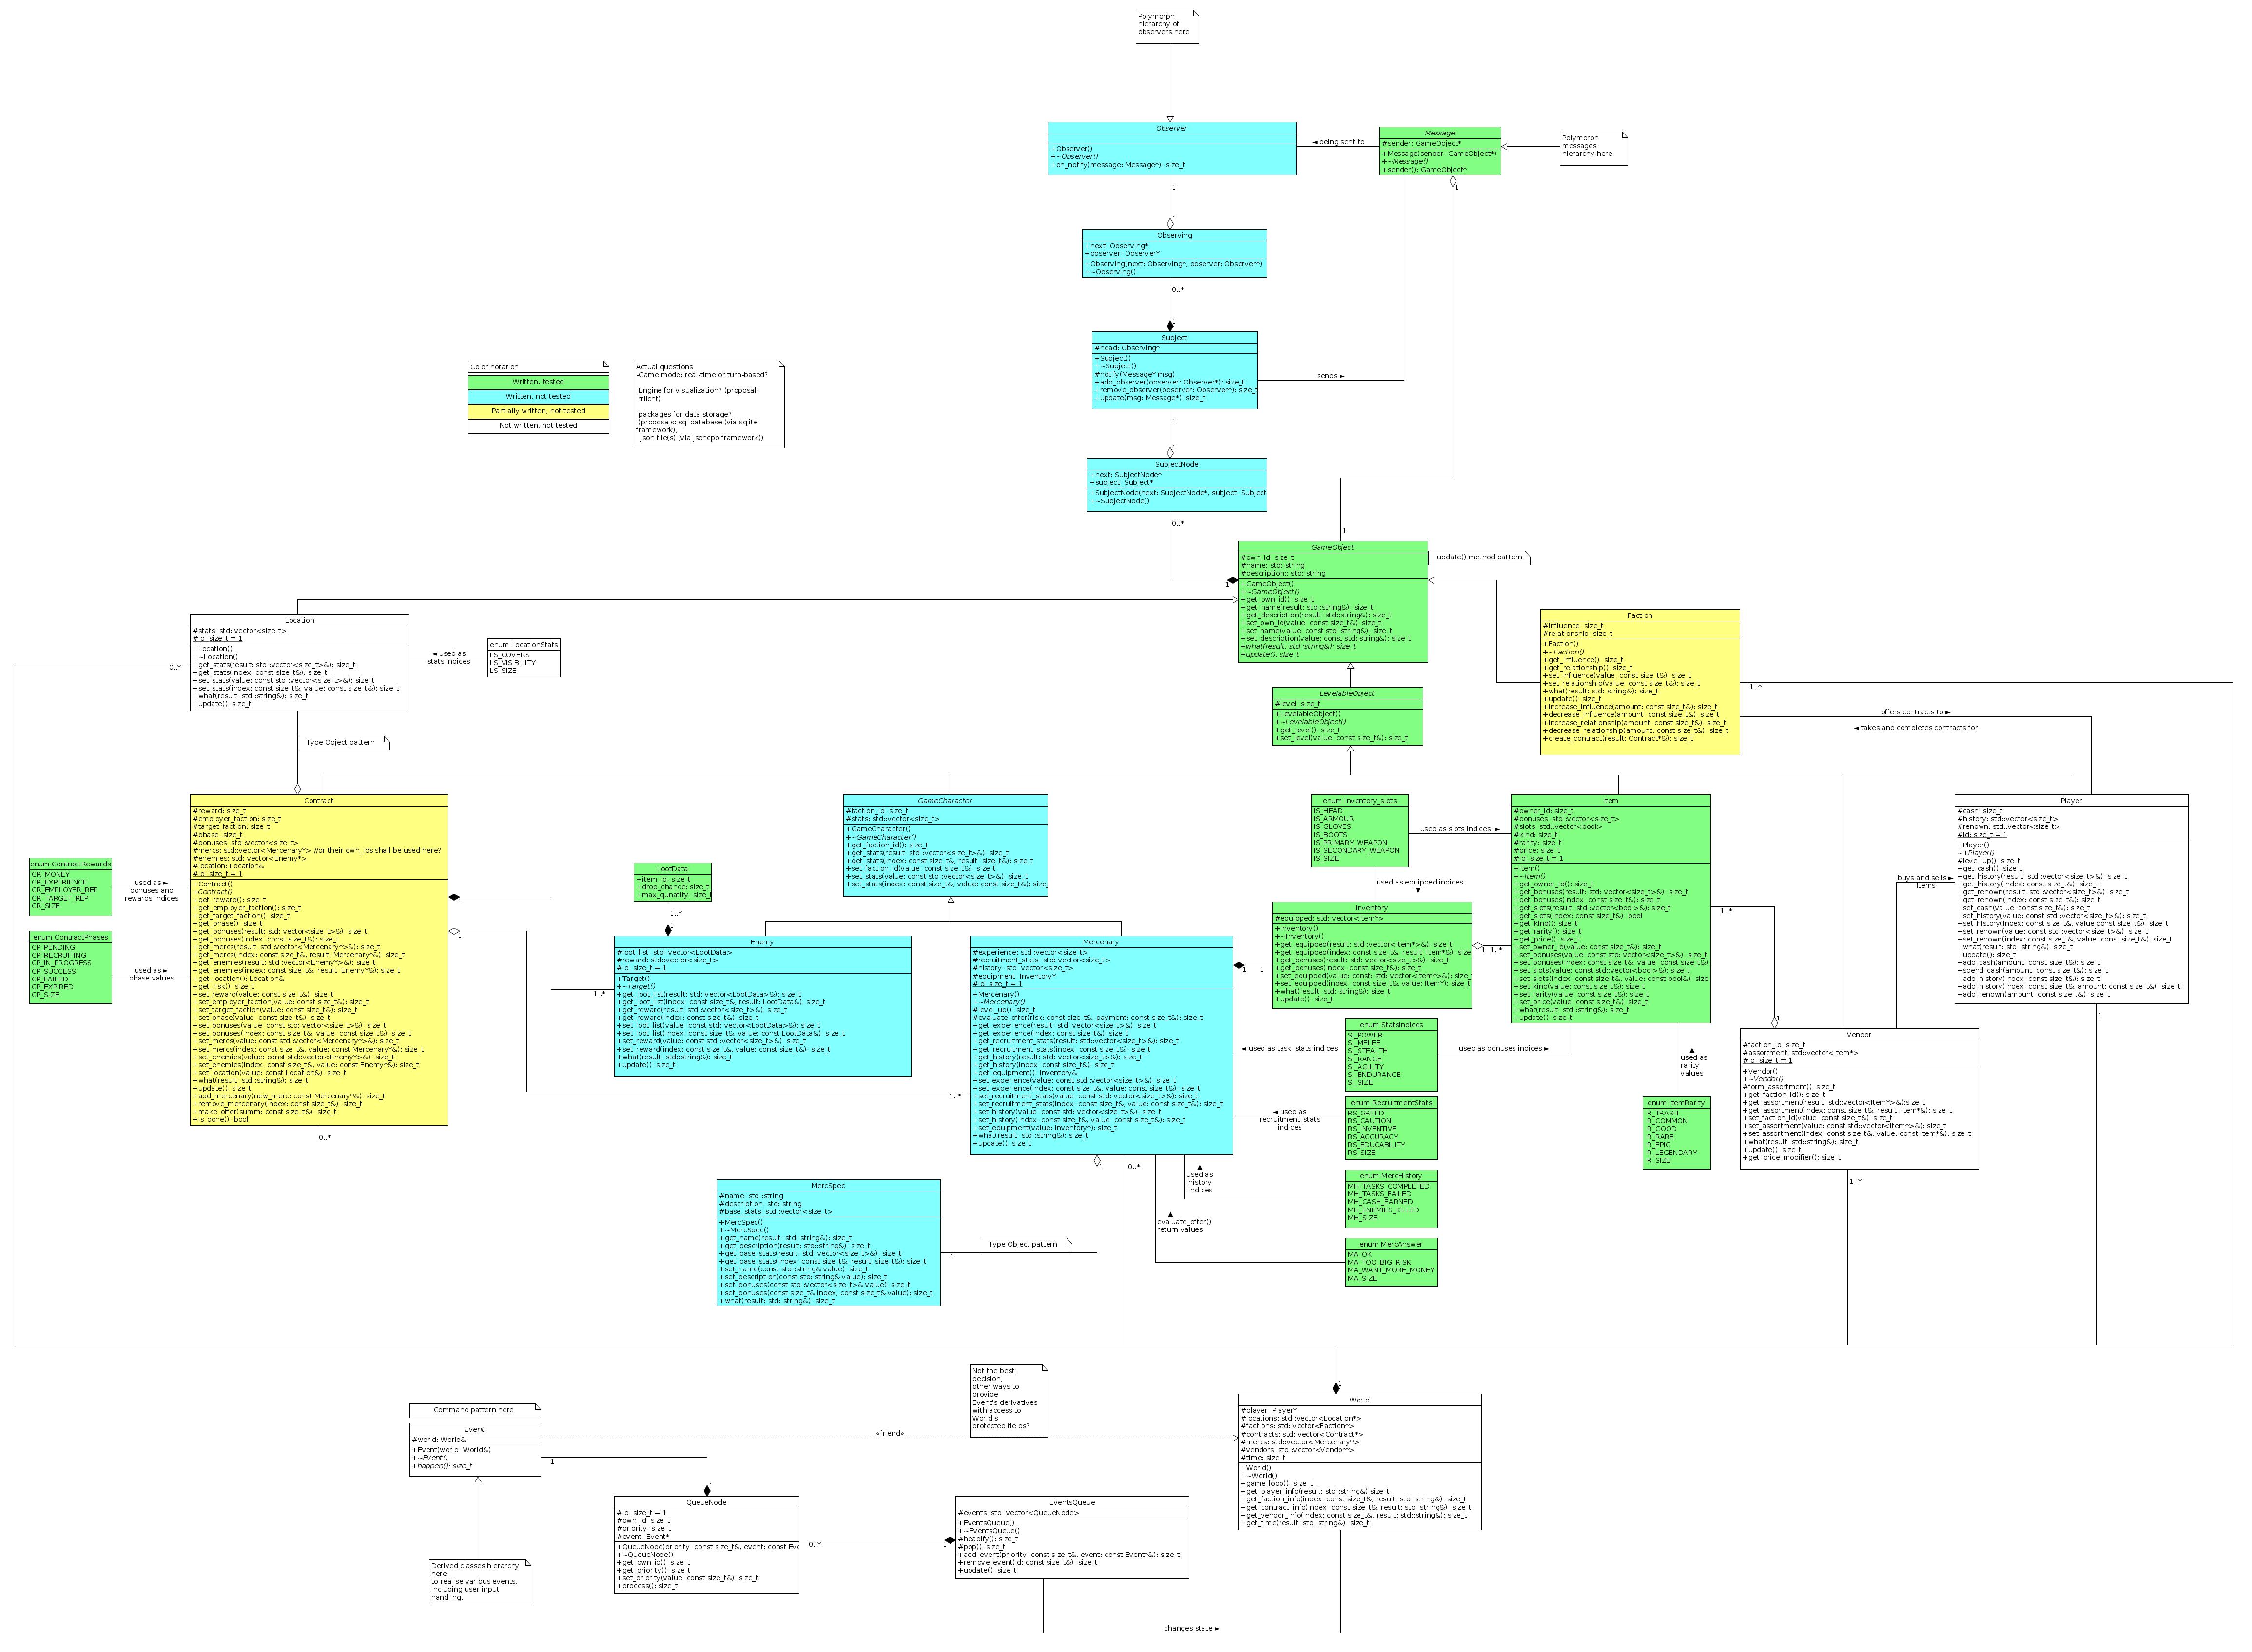 Polymorph
hierarchy of
observers here
Observer
+Observer()
+~Observer()
+on_notify(message: Message*): size_t
◄ being sent to
Message
#sender: GameObject*
+Message(sender: GameObject*)
+~Message()
+sender(): GameObject*
Polymorph
messages
hierarchy here
1
1
1
Observing
+next: Observing*
+observer: Observer*
+Observing(next: Observing*, observer: Observer*)
+~Observing()
0..*
1
Subject
#head: Observing*
+Subject()
+~Subject()
#notify(Message* msg)
+add_observer(observer: Observer*): size_t
+remove_observer(observer: Observer*): size_t
+update(msg: Message*): size_t
sends ►
Color notation
Written, tested
Written, not tested
Partially written, not tested
Not written, not tested
Actual questions:
-Game mode: real-time or turn-based?
-Engine for visualization? (proposal:
Irrlicht)
-packages for data storage?
(proposals: sql database (via sqlite
framework),
json file(s) (via jsoncpp framework))
1
1
SubjectNode
+next: SubjectNode*
+subject: Subject*
+SubjectNode(next: SubjectNode*, subject: Subject
+~SubjectNode()
0..*
1
1
GameObject
#own_id: size_t
#name: std::string
#description:: std::string
+GameObject()
+~GameObject()
+get_own_id(): size_t
+get_name(result: std::string&): size_t
+get_description(result: std::string&): size_t
+set_own_id(value: const size_t&): size_t
+set_name(value: const std::string&): size_t
+set_description(value: const std::string&): size_t
+what(result: std::string&): size_t
+update(): size_t
update() method pattern
Location
#stats: std::vector<size_t>
#id: size_t = 1
+Location()
+~Location()
+get_stats(result: std::vector<size_t>&): size_t
+get_stats(index: const size_t&): size_t
+set_stats(value: const std::vector<size_t>&): size_t
+set_stats(index: const size_t&, value: const size_t&): size_t
+what(result: std::string&): size_t
+update(): size_t
0..*
◄ used as
stats indices
enum LocationStats
LS_COVERS
LS_VISIBILITY
LS_SIZE
Faction
#influence: size_t
#relationship: size_t
+Faction()
+~Faction()
+get_influence(): size_t
+get_relationship(): size_t
+set_influence(value: const size_t&): size_t
+set_relationship(value: const size_t&): size_t
+what(result: std::string&): size_t
+update(): size_t
+increase_influence(amount: const size_t&): size_t
+decrease_influence(amount: const size_t&): size_t
+increase_relationship(amount: const size_t&): size_t
+decrease_relationship(amount: const size_t&): size_t
+create_contract(result: Contract*&): size_t
1..*
offers contracts to ►
◄ takes and completes contracts for
LevelableObject
#level: size_t
+LevelableObject()
+~LevelableObject()
+get_level(): size_t
+set_level(value: const size_t&): size_t
Type Object pattern
Contract
#reward: size_t
#employer_faction: size_t
#target_faction: size_t
#phase: size_t
#bonuses: std::vector<size_t>
#mercs: std::vector<Mercenary*> //or their own_ids shall be used here?
#enemies: std::vector<Enemy*>
#location: Location&
#id: size_t = 1
+Contract()
+Contract()
+get_reward(): size_t
+get_employer_faction(): size_t
+get_target_faction(): size_t
+get_phase(): size_t
+get_bonuses(result: std::vector<size_t>&): size_t
+get_bonuses(index: const size_t&): size_t
+get_mercs(result: std::vector<Mercenary*>&): size_t
+get_mercs(index: const size_t&, result: Mercenary*&): size_t
+get_enemies(result: std::vector<Enemy*>&): size_t
+get_enemies(index: const size_t&, result: Enemy*&): size_t
+get_location(): Location&
+get_risk(): size_t
+set_reward(value: const size_t&): size_t
+set_employer_faction(value: const size_t&): size_t
+set_target_faction(value: const size_t&): size_t
+set_phase(value: const size_t&): size_t
+set_bonuses(value: const std::vector<size_t>&): size_t
+set_bonuses(index: const size_t&, value: const size_t&): size_t
+set_mercs(value: const std::vector<Mercenary*>&): size_t
+set_mercs(index: const size_t&, value: const Mercenary*&): size_t
+set_enemies(value: const std::vector<Enemy*>&): size_t
+set_enemies(index: const size_t&, value: const Enemy*&): size_t
+set_location(value: const Location&): size_t
+what(result: std::string&): size_t
+update(): size_t
+add_mercenary(new_merc: const Mercenary*&): size_t
+remove_mercenary(index: const size_t&): size_t
+make_offer(summ: const size_t&): size_t
+is_done(): bool
enum ContractRewards
CR_MONEY
CR_EXPERIENCE
CR_EMPLOYER_REP
CR_TARGET_REP
CR_SIZE
used as ►
bonuses and
rewards indices
enum ContractPhases
CP_PENDING
CP_RECRUITING
CP_IN_PROGRESS
CP_SUCCESS
CP_FAILED
CP_EXPIRED
CP_SIZE
used as ►
phase values
1
1
0..*
1..*
1..*
LootData
+item_id: size_t
+drop_chance: size_t
+max_qunatity: size_t
1..*
1
GameCharacter
#faction_id: size_t
#stats: std::vector<size_t>
+GameCharacter()
+~GameCharacter()
+get_faction_id(): size_t
+get_stats(result: std::vector<size_t>&): size_t
+get_stats(index: const size_t&, result: size_t&): size_t
+set_faction_id(value: const size_t&): size_t
+set_stats(value: const std::vector<size_t>&): size_t
+set_stats(index: const size_t&, value: const size_t&): size_
Enemy
#loot_list: std::vector<LootData>
#reward: std::vector<size_t>
#id: size_t = 1
+Target()
+~Target()
+get_loot_list(result: std::vector<LootData>&): size_t
+get_loot_list(index: const size_t&, result: LootData&): size_t
+get_reward(result: std::vector<size_t>&): size_t
+get_reward(index: const size_t&): size_t
+set_loot_list(value: const std::vector<LootData>&): size_t
+set_loot_list(index: const size_t&, value: const LootData&): size_t
+set_reward(value: const std::vector<size_t>&): size_t
+set_reward(index: const size_t&, value: const size_t&): size_t
+what(result: std::string&): size_t
+update(): size_t
Mercenary
#experience: std::vector<size_t>
#recruitment_stats: std::vector<size_t>
#history: std::vector<size_t>
#equipment: Inventory*
#id: size_t = 1
+Mercenary()
+~Mercenary()
#level_up(): size_t
#evaluate_offer(risk: const size_t&, payment: const size_t&): size_t
+get_experience(result: std::vector<size_t>&): size_t
+get_experience(index: const size_t&): size_t
+get_recruitment_stats(result: std::vector<size_t>&): size_t
+get_recruitment_stats(index: const size_t&): size_t
+get_history(result: std::vector<size_t>&): size_t
+get_history(index: const size_t&): size_t
+get_equipment(): Inventory&
+set_experience(value: const std::vector<size_t>&): size_t
+set_experience(index: const size_t&, value: const size_t&): size_t
+set_recruitment_stats(value: const std::vector<size_t>&): size_t
+set_recruitment_stats(index: const size_t&, value: const size_t&): size_t
+set_history(value: const std::vector<size_t>&): size_t
+set_history(index: const size_t&, value: const size_t&): size_t
+set_equipment(value: Inventory*): size_t
+what(result: std::string&): size_t
+update(): size_t
1
1
enum Inventory_slots
IS_HEAD
IS_ARMOUR
IS_GLOVES
IS_BOOTS
IS_PRIMARY_WEAPON
IS_SECONDARY_WEAPON
IS_SIZE
used as slots indices ►
used as equipped indices
▼
Inventory
#equipped: std::vector<Item*>
+Inventory()
+~Inventory()
+get_equipped(result: std::vector<Item*>&): size_t
+get_equipped(index: const size_t&, result: Item*&): size_
+get_bonuses(result: std::vector<size_t>&): size_t
+get_bonuses(index: const size_t&): size_t
+set_equipped(value: const: std::vector<Item*>&): size_
+set_equipped(index: const size_t&, value: Item*): size_t
+what(result: std::string&): size_t
+update(): size_t
1
1..*
Item
#owner_id: size_t
#bonuses: std::vector<size_t>
#slots: std::vector<bool>
#kind: size_t
#rarity: size_t
#price: size_t
#id: size_t = 1
+Item()
+~Item()
+get_owner_id(): size_t
+get_bonuses(result: std::vector<size_t>&): size_t
+get_bonuses(index: const size_t&): size_t
+get_slots(result: std::vector<bool>&): size_t
+get_slots(index: const size_t&): bool
+get_kind(): size_t
+get_rarity(): size_t
+get_price(): size_t
+set_owner_id(value: const size_t&): size_t
+set_bonuses(value: const std::vector<size_t>&): size_t
+set_bonuses(index: const size_t&, value: const size_t&):
+set_slots(value: const std::vector<bool>&): size_t
+set_slots(index: const size_t&, value: const bool&): size_
+set_kind(value: const size_t&): size_t
+set_rarity(value: const size_t&): size_t
+set_price(value: const size_t&): size_t
+what(result: std::string&): size_t
+update(): size_t
1..*
1
buys and sells ►
items
Player
#cash: size_t
#history: std::vector<size_t>
#renown: std::vector<size_t>
#id: size_t = 1
+Player()
~+Player()
#level_up(): size_t
+get_cash(): size_t
+get_history(result: std::vector<size_t>&): size_t
+get_history(index: const size_t&): size_t
+get_renown(result: std::vector<size_t>&): size_t
+get_renown(index: const size_t&): size_t
+set_cash(value: const size_t&): size_t
+set_history(value: const std::vector<size_t>&): size_t
+set_history(index: const size_t&, value:const size_t&): size_t
+set_renown(value: const std::vector<size_t>&): size_t
+set_renown(index: const size_t&, value: const size_t&): size_t
+what(result: std::string&): size_t
+update(): size_t
+add_cash(amount: const size_t&): size_t
+spend_cash(amount: const size_t&): size_t
+add_history(index: const size_t&): size_t
+add_history(index: const size_t&, amount: const size_t&): size_t
+add_renown(amount: const size_t&): size_t
1
enum StatsIndices
SI_POWER
SI_MELEE
SI_STEALTH
SI_RANGE
SI_AGILITY
SI_ENDURANCE
SI_SIZE
◄ used as task_stats indices
used as bonuses indices ►
▲
used as
rarity
values
Vendor
#faction_id: size_t
#assortment: std::vector<Item*>
#id: size_t = 1
+Vendor()
+~Vendor()
#form_assortment(): size_t
+get_faction_id(): size_t
+get_assortment(result: std::vector<Item*>&):size_t
+get_assortment(index: const size_t&, result: Item*&): size_t
+set_faction_id(value: const size_t&): size_t
+set_assortment(value: const std::vector<Item*>&): size_t
+set_assortment(index: const size_t&, value: const Item*&): size_t
+what(result: std::string&): size_t
+update(): size_t
+get_price_modifier(): size_t
1..*
enum RecruitmentStats
RS_GREED
RS_CAUTION
RS_INVENTIVE
RS_ACCURACY
RS_EDUCABILITY
RS_SIZE
◄ used as
recruitment_stats
indices
enum ItemRarity
IR_TRASH
IR_COMMON
IR_GOOD
IR_RARE
IR_EPIC
IR_LEGENDARY
IR_SIZE
enum MercHistory
MH_TASKS_COMPLETED
MH_TASKS_FAILED
MH_CASH_EARNED
MH_ENEMIES_KILLED
MH_SIZE
▲
used as
history
indices
enum MercAnswer
MA_OK
MA_TOO_BIG_RISK
MA_WANT_MORE_MONEY
MA_SIZE
▲
evaluate_offer()
return values
0..*
1
MercSpec
#name: std::string
#description: std::string
#base_stats: std::vector<size_t>
+MercSpec()
+~MercSpec()
+get_name(result: std::string&): size_t
+get_description(result: std::string&): size_t
+get_base_stats(result: std::vector<size_t>&): size_t
+get_base_stats(index: const size_t&, result: size_t&): size_t
+set_name(const std::string& value): size_t
+set_description(const std::string& value): size_t
+set_bonuses(const std::vector<size_t>& value): size_t
+set_bonuses(const size_t& index, const size_t& value): size_t
+what(result: std::string&): size_t
1
Type Object pattern
Not the best
decision,
other ways to
provide
Event's derivatives
with access to
World's
protected fields?
1
World
#player: Player*
#locations: std::vector<Location*>
#factions: std::vector<Faction*>
#contracts: std::vector<Contract*>
#mercs: std::vector<Mercenary*>
#vendors: std::vector<Vendor*>
#time: size_t
+World()
+~World()
+game_loop(): size_t
+get_player_info(result: std::string&):size_t
+get_faction_info(index: const size_t&, result: std::string&): size_t
+get_contract_info(index: const size_t&, result: std::string&): size_t
+get_vendor_info(index: const size_t&, result: std::string&): size_t
+get_time(result: std::string&): size_t
Command pattern here
Event
#world: World&
+Event(world: World&)
+~Event()
+happen(): size_t
«friend»
1
1
QueueNode
#id: size_t = 1
#own_id: size_t
#priority: size_t
#event: Event*
+QueueNode(priority: const size_t&, event: const Eve
+~QueueNode()
+get_own_id(): size_t
+get_priority(): size_t
+set_priority(value: const size_t&): size_t
+process(): size_t
0..*
1
EventsQueue
#events: std::vector<QueueNode>
+EventsQueue()
+~EventsQueue()
#heapify(): size_t
#pop(): size_t
+add_event(priority: const size_t&, event: const Event*&): size_t
+remove_event(id: const size_t&): size_t
+update(): size_t
Derived classes hierarchy
here
to realise various events,
including user input
handling.
changes state ►